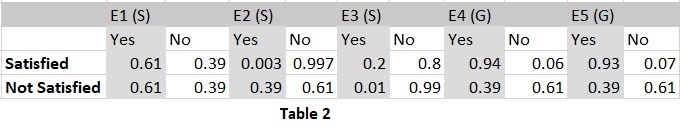 E1 (S) E2 (S) E3 (S) E4 (G) E5 (G)
Yes No Yes No Yes No Yes No Yes No
Satisfied 0.61 0.39 0.003 0.997 0.2 0.8 0.94 0.06 0.93 0.07
Not Satisfied 0.61 0.39 0.39 0.61 0.01 0.99 0.39 0.61 0.39 0.61
Table 2